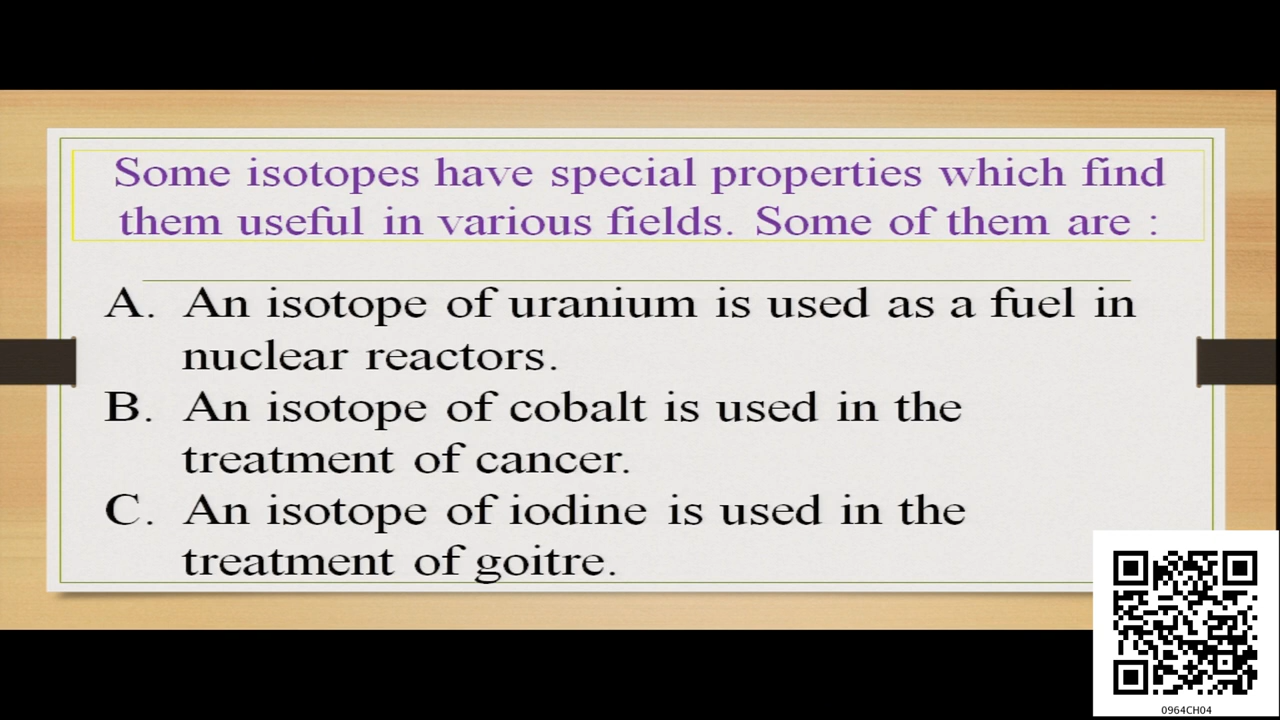 Some isotopes have special properties which find
them useful in various fields. Some of them are :
A. An isotope of uranium is used as a fuel in
nuclear reactors.
B. An isotope of cobalt is used in the
treatment of cancer.
C. An isotope of iodine is used in the
treatment of goitre.
0964CH04